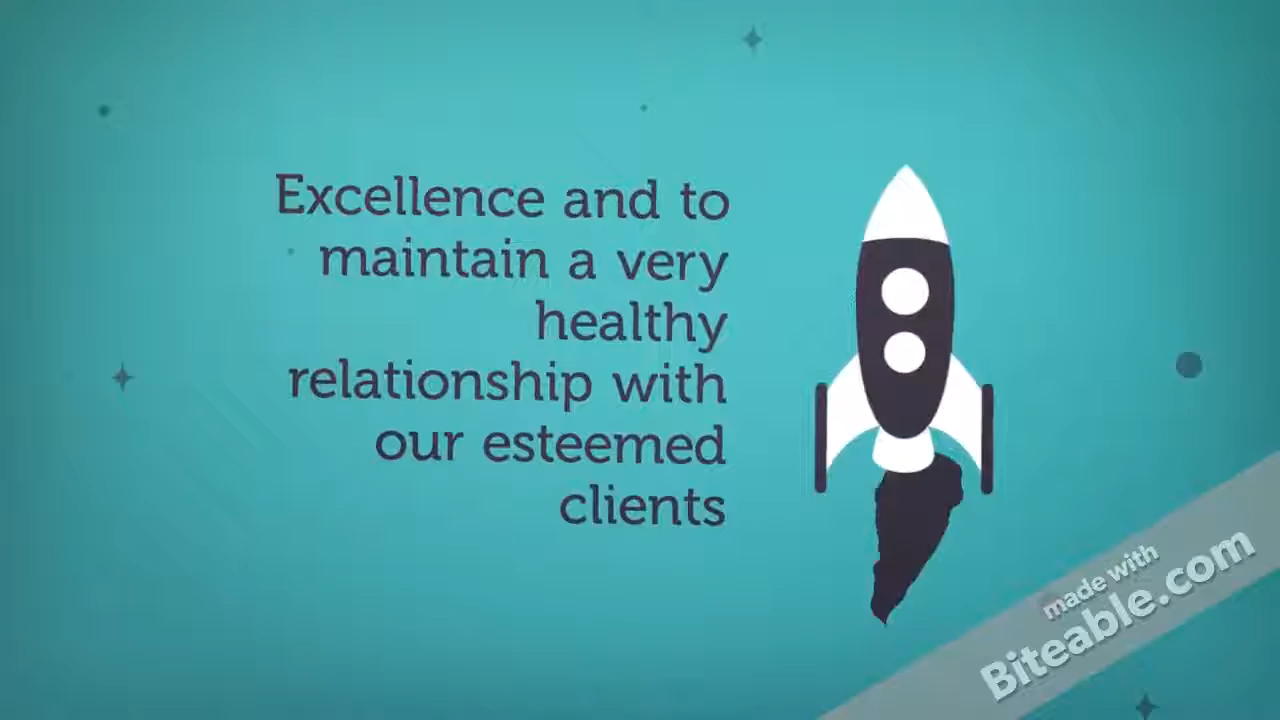 Excellence and to
maintain a very
healthy
relationship with
our esteemed
clients
made with
Biteable.com